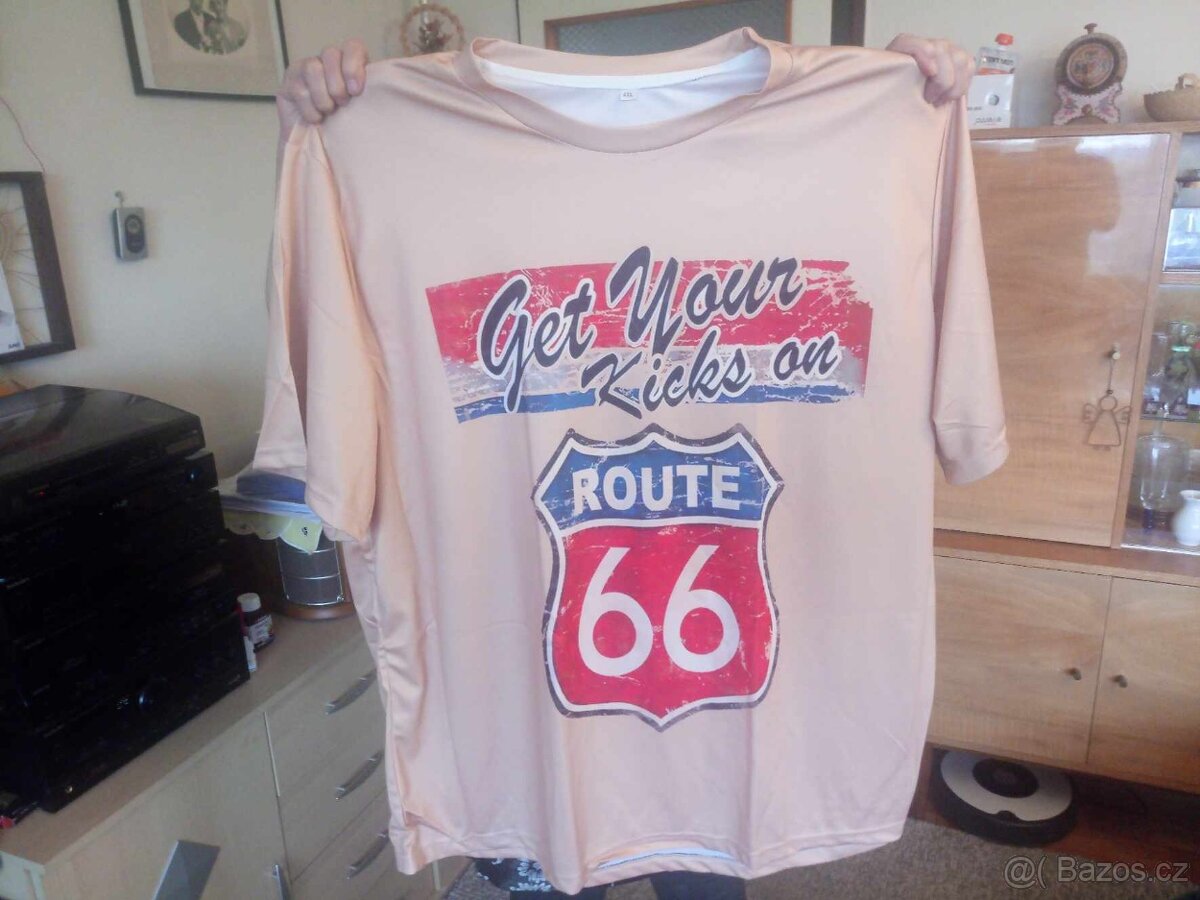 Get Your
Kicks on
ROUTE
66
@( Bazos.cz